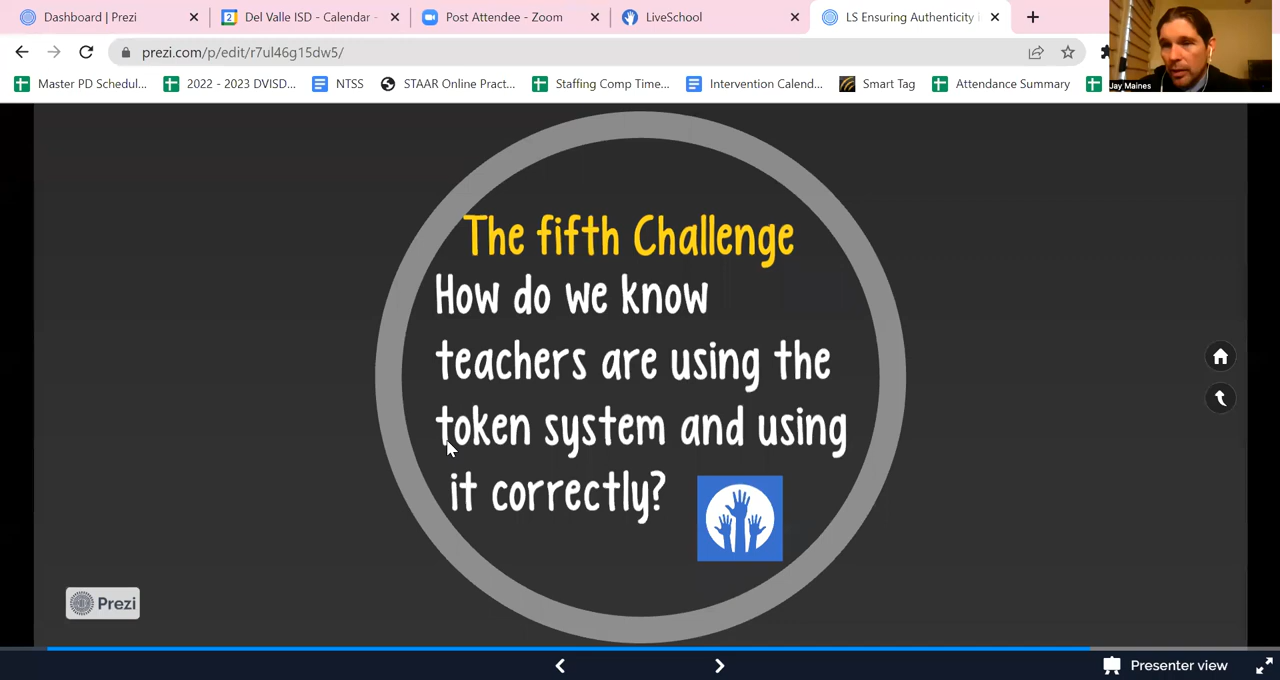 Dashboard | Prezi
2
Del Valle ISD - Calendar -
Post Attendee - Zoom
LiveSchool
LS Ensuring Authenticity
prezi.com/p/edit/r7ul46g15dw5/
Master PD Schedul...
2022 - 2023 DVISD...
NTSS
STAAR Online Pract...
Staffing Comp Time...
Intervention Calend...
Smart Tag
Attendance Summary
Jay Maines
The fifth Challenge
How do we know
teachers are using the
token system and using
it correctly?
Prezi
Presenter view